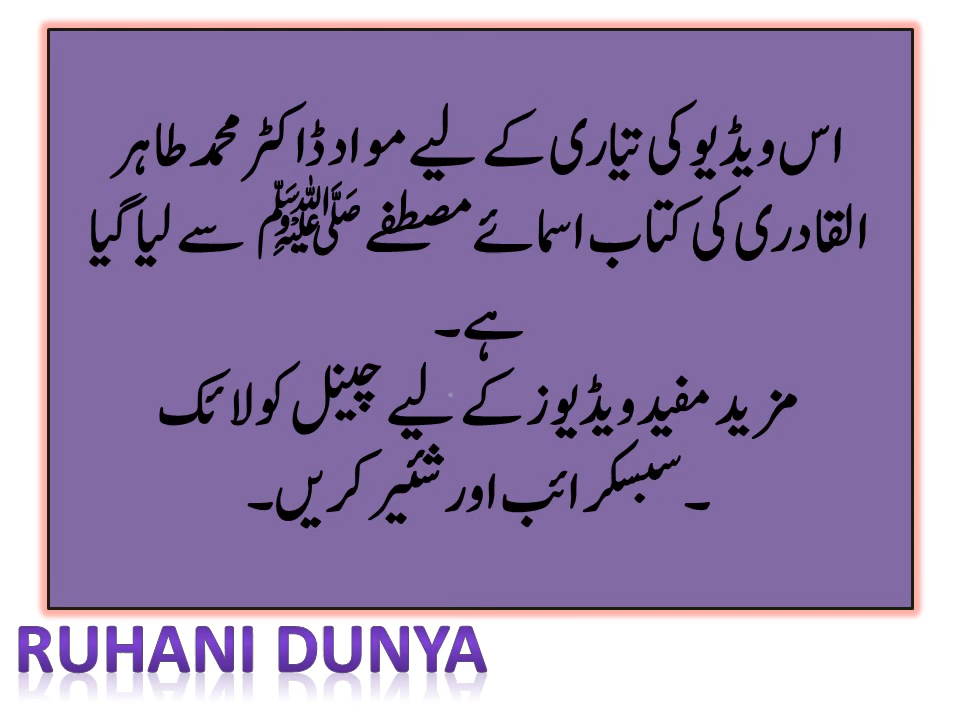 اس ویڈیو کی تیاری کے لیے مواد ڈاکٹر محمد طاہر
القادری کی کتاب اسمائے مصطفےٰ ﷺ سے لیا گیا
ہے۔
مزید مفید ویڈیوز کے لیے چینل کو لائک
۔سبسکرائب اور شئیر کریں۔
RUHANI DUNYA